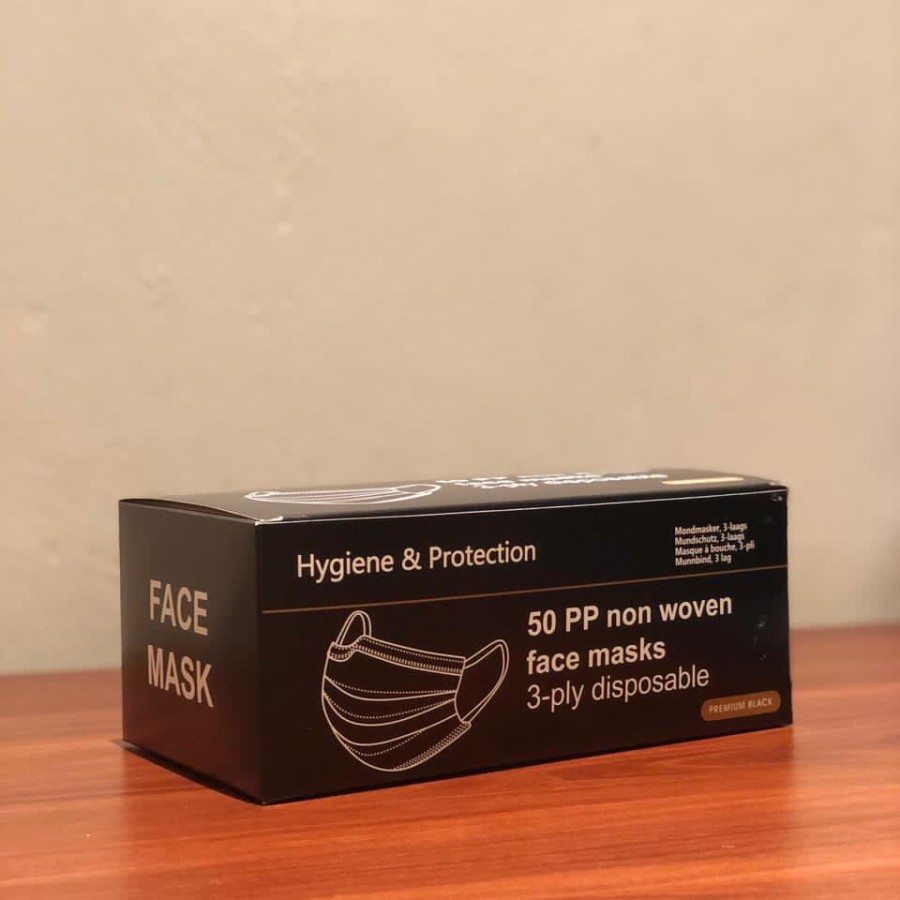 FACE
MASK
Hygiene & Protection
Mondmasker, 3-laags
Mundschutz, 3-laags
Masque à bouche, 3-pli
Munnbind, 3 lag
50 PP non woven
face masks
3-ply disposable
PREMIUM BLACK